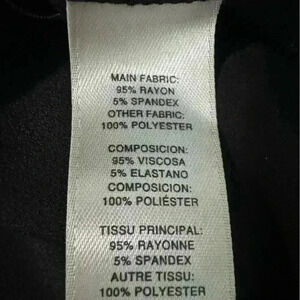 MAIN FABRIC:
95% RAYON
5% SPANDEX
OTHER FABRIC:
100% POLYESTER
COMPOSICION:
95% VISCOSA
5% ELASTANO
COMPOSICION:
100% POLIÉSTER
TISSU PRINCIPAL:
95% RAYONNE
5% SPANDEX
AUTRE TISSU:
100% POLYESTER